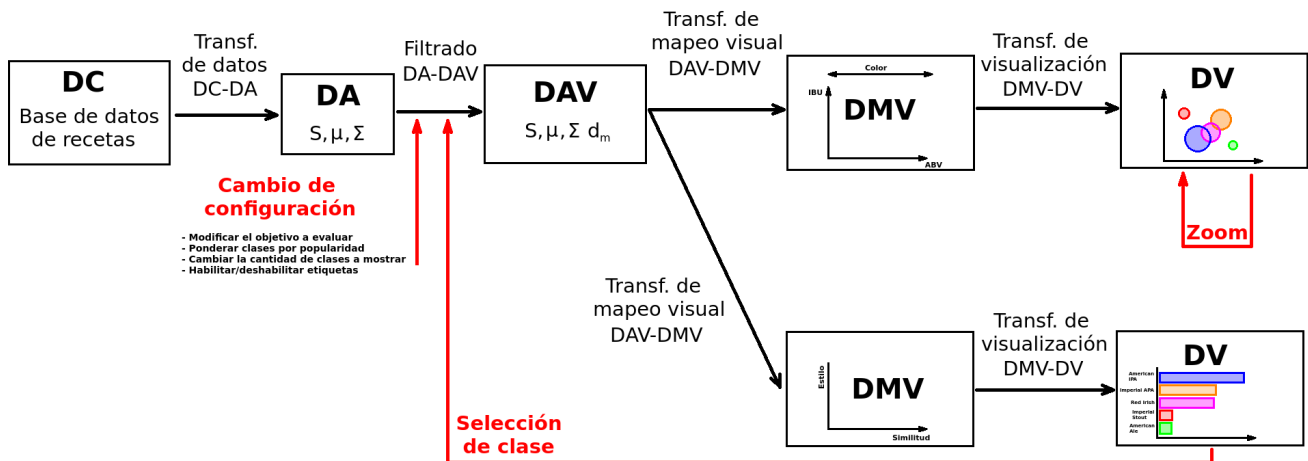 DC
Base de datos
de recetas
Transf.
de datos
DC-DA
DA
S, μ, Σ
Filtrado
DA-DAV
DAV
S, μ, Σ dm
Transf. de
mapeo visual
DAV-DMV
Color
IBU
DMV
ABV
Transf. de
visualización
DMV-DV
DV
Zoom
Cambio de
configuración
- Modificar el objetivo a evaluar
- Ponderar clases por popularidad
- Cambiar la cantidad de clases a mostrar
- Habilitar/deshabilitar etiquetas
Transf. de
mapeo visual
DAV-DMV
Estilo
DMV
Similitud
Transf. de
visualización
DMV-DV
DV
American
IPA
Imperial APA
Red Irish
Imperial
Stout
American
Ale
Selección
de clase